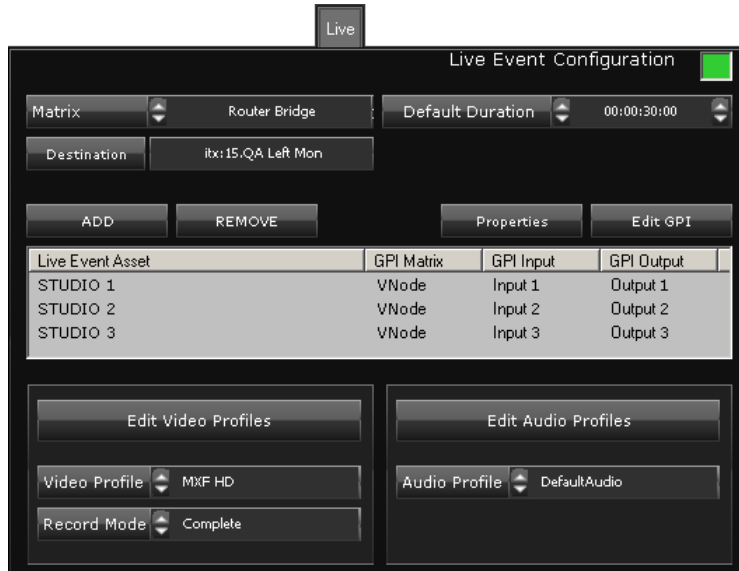 Live
Live Event Configuration
Matrix Router Bridge Default Duration 00:00:30:00
Destination itx:15.QA Left Mon
ADD REMOVE Properties Edit GPI
Live Event Asset GPI Matrix GPI Input GPI Output
STUDIO 1 VNode Input 1 Output 1
STUDIO 2 VNode Input 2 Output 2
STUDIO 3 VNode Input 3 Output 3
Edit Video Profiles Edit Audio Profiles
Video Profile MXF HD Audio Profile DefaultAudio
Record Mode Complete